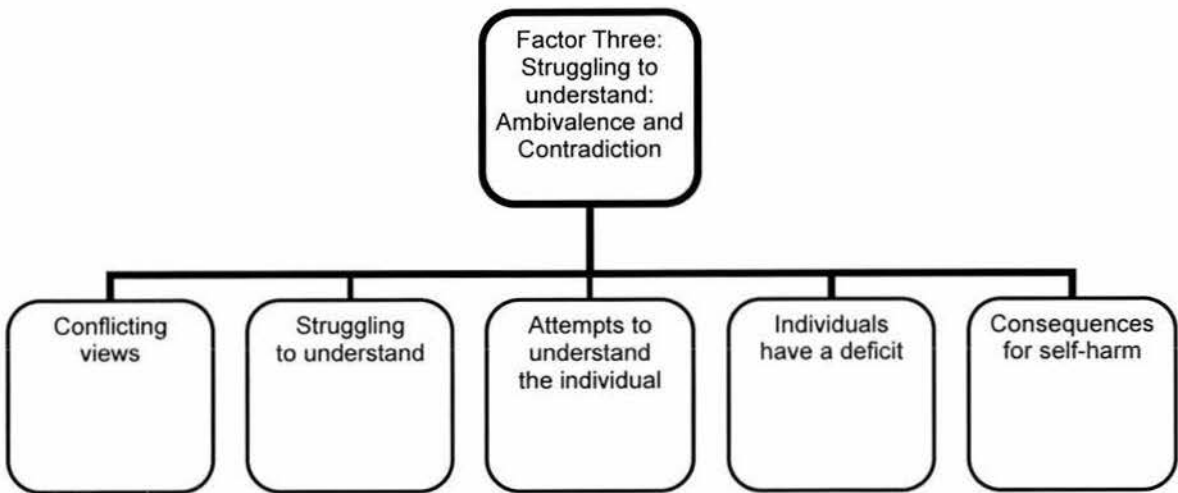 Factor Three:
Struggling to
understand:
Ambivalence and
Contradiction
Conflicting
views
Struggling
to understand
Attempts to
understand
the individual
Individuals
have a deficit
Consequences
for self-harm